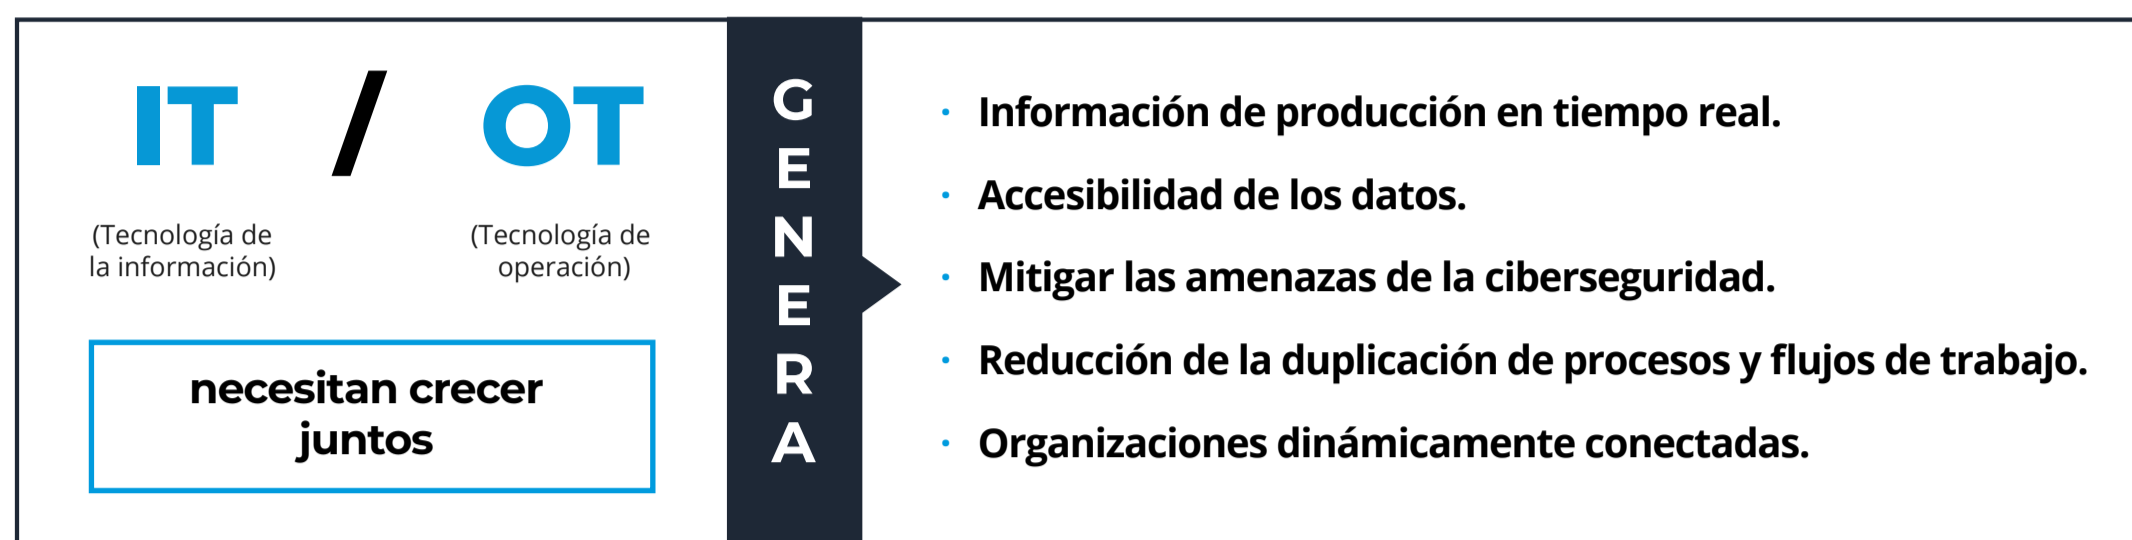 IT / OT
(Tecnología de
la información)
(Tecnología de
operación)
necesitan crecer
juntos
GENERA
· Información de producción en tiempo real.
· Accesibilidad de los datos.
· Mitigar las amenazas de la ciberseguridad.
· Reducción de la duplicación de procesos y flujos de trabajo.
· Organizaciones dinámicamente conectadas.